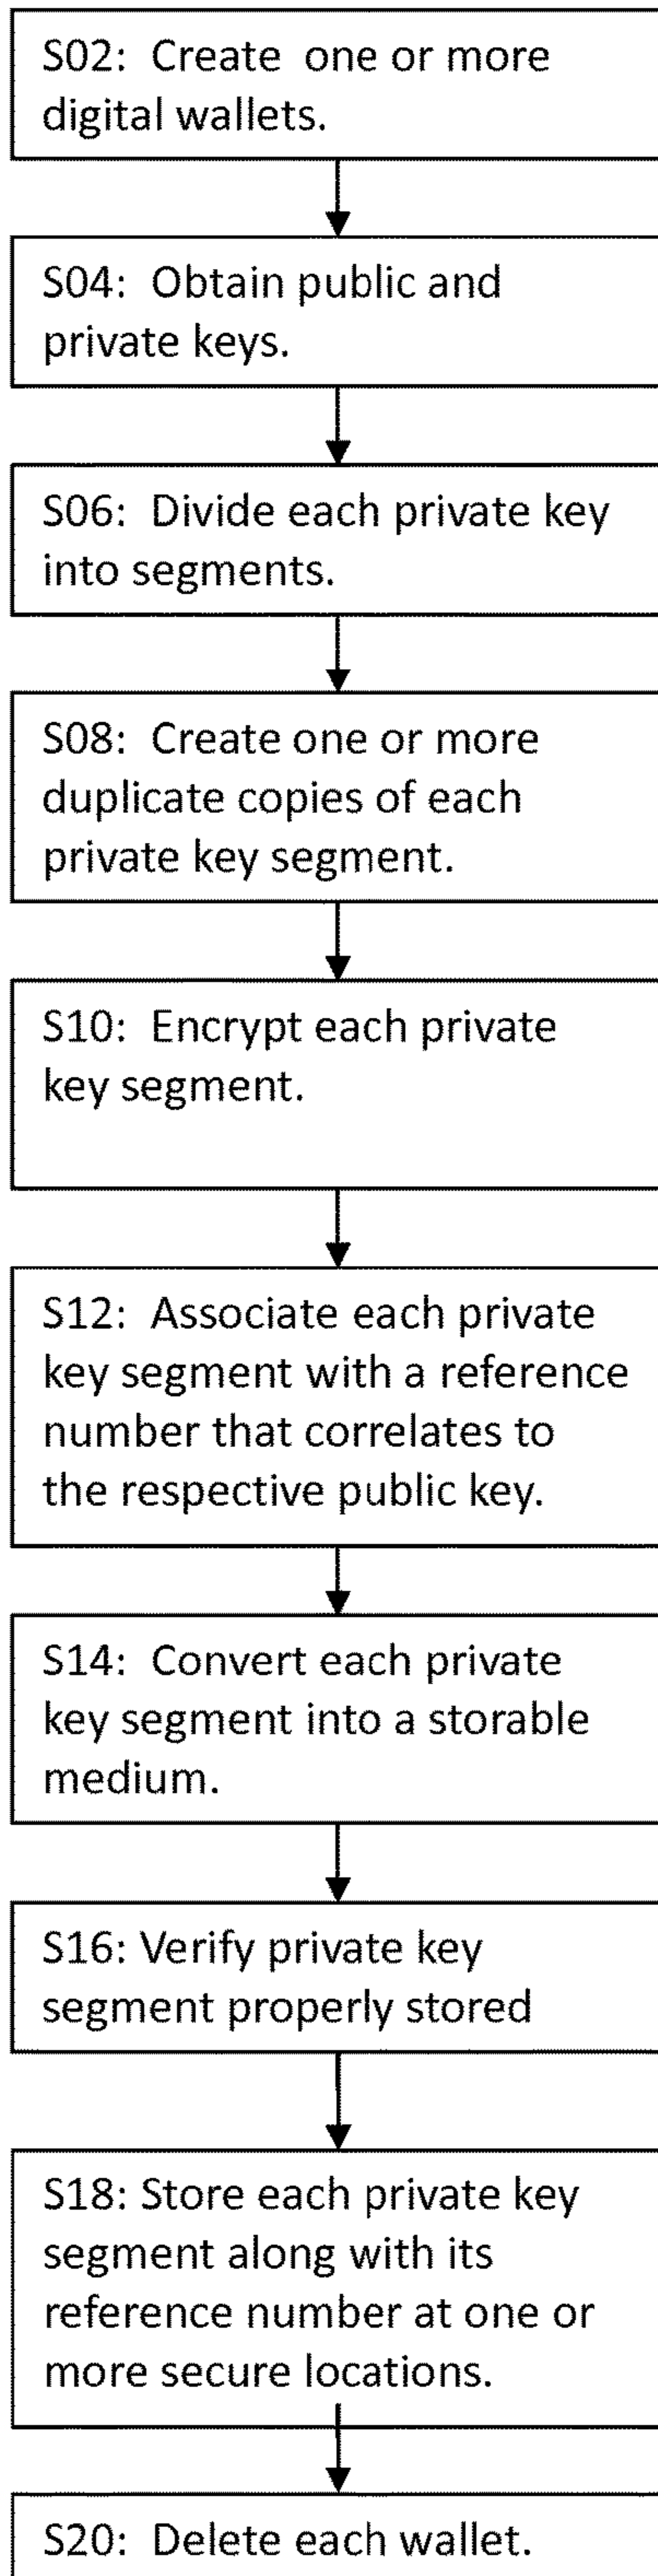 S02: Create one or more
digital wallets.
S04: Obtain public and
private keys.
S06: Divide each private key
into segments.
S08: Create one or more
duplicate copies of each
private key segment.
S10: Encrypt each private
key segment.
S12: Associate each private
key segment with a reference
number that correlates to
the respective public key.
S14: Convert each private
key segment into a storable
medium.
S16: Verify private key
segment properly stored
S18: Store each private key
segment along with its
reference number at one or
more secure locations.
S20: Delete each wallet.